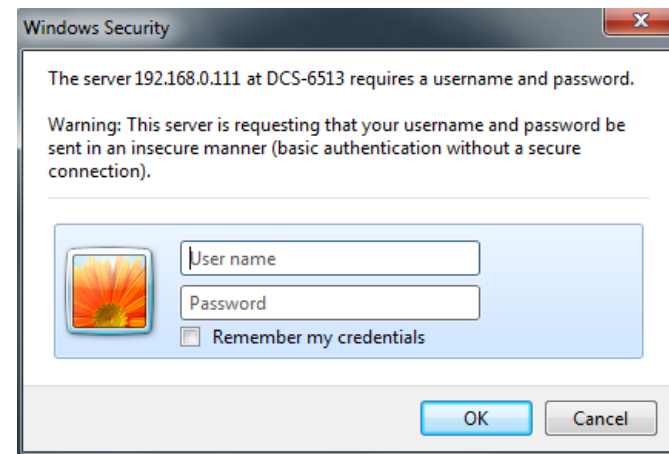 Windows Security
The server 192.168.0.111 at DCS-6513 requires a username and password.
Warning: This server is requesting that your username and password be
sent in an insecure manner (basic authentication without a secure
connection).
User name
Password
Remember my credentials
OK
Cancel